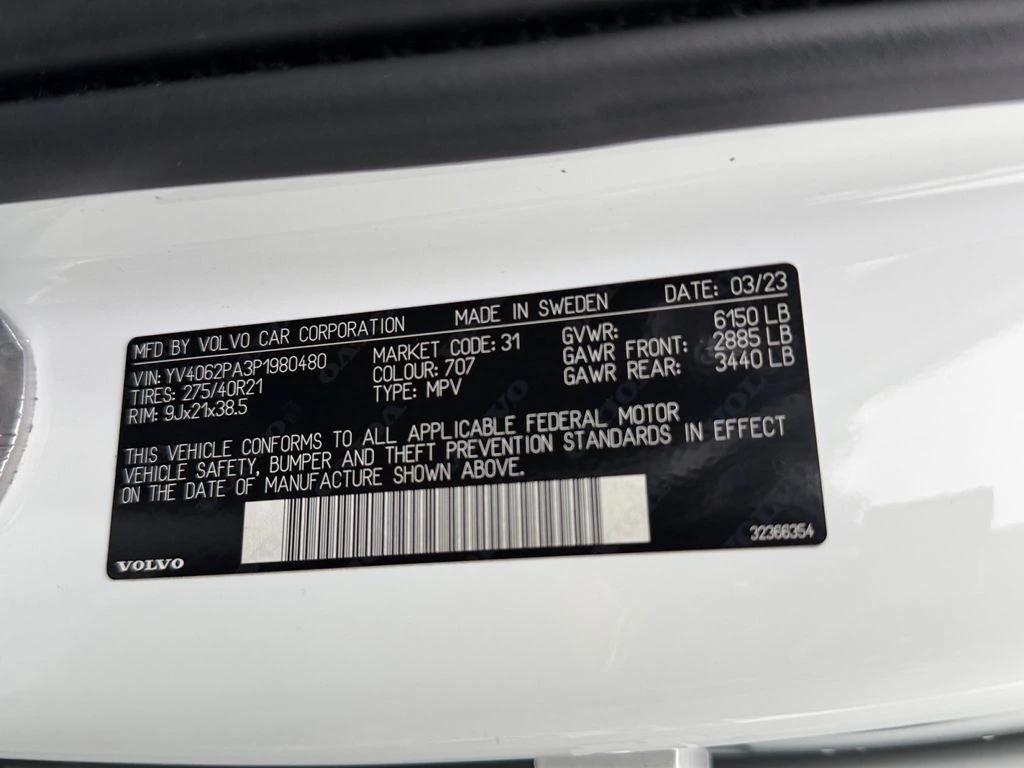 MFD BY VOLVO CAR CORPORATION MADE IN SWEDEN DATE: 03/23
VIN: YV4062PA3P1980480 MARKET CODE: 31 GVWR: 6150 LB
TIRES: 275/40R21 COLOUR: 707 GAWR FRONT: 2885 LB
RIM: 9Jx21x38.5 TYPE: MPV GAWR REAR: 3440 LB
THIS VEHICLE CONFORMS TO ALL APPLICABLE FEDERAL MOTOR
VEHICLE SAFETY, BUMPER AND THEFT PREVENTION STANDARDS IN EFFECT
ON THE DATE OF MANUFACTURE SHOWN ABOVE.
VOLVO 32366354